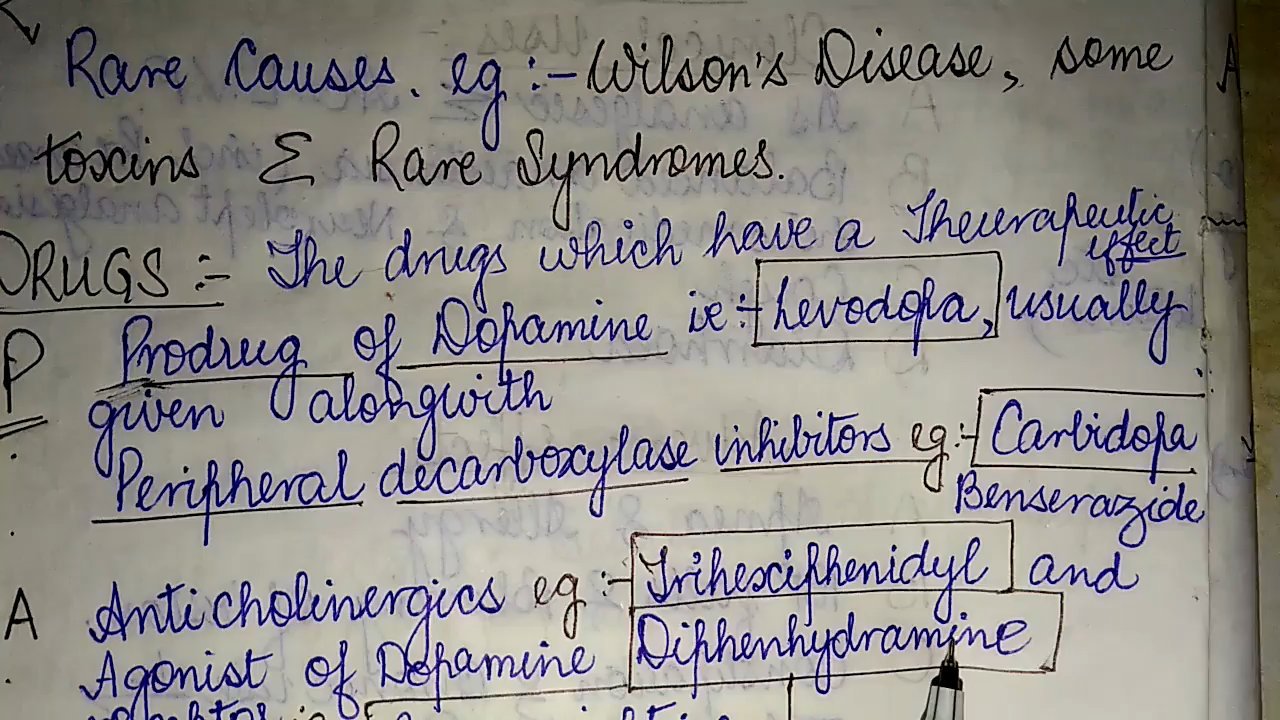 Rare Causes. eg :- Wilson's Disease, some
toxins & Rare Syndromes.
DRUGS :- The drugs which have a Theurapeutic
effect
P Prodrug of Dopamine ie :- Levodopa, usually
given alongwith
Peripheral decarboxylase inhibitors eg :- Carbidopa
Benserazide
A Anticholinergics eg :- Trihexiphenidyl and
Agonist of Dopamine Diphenhydramine